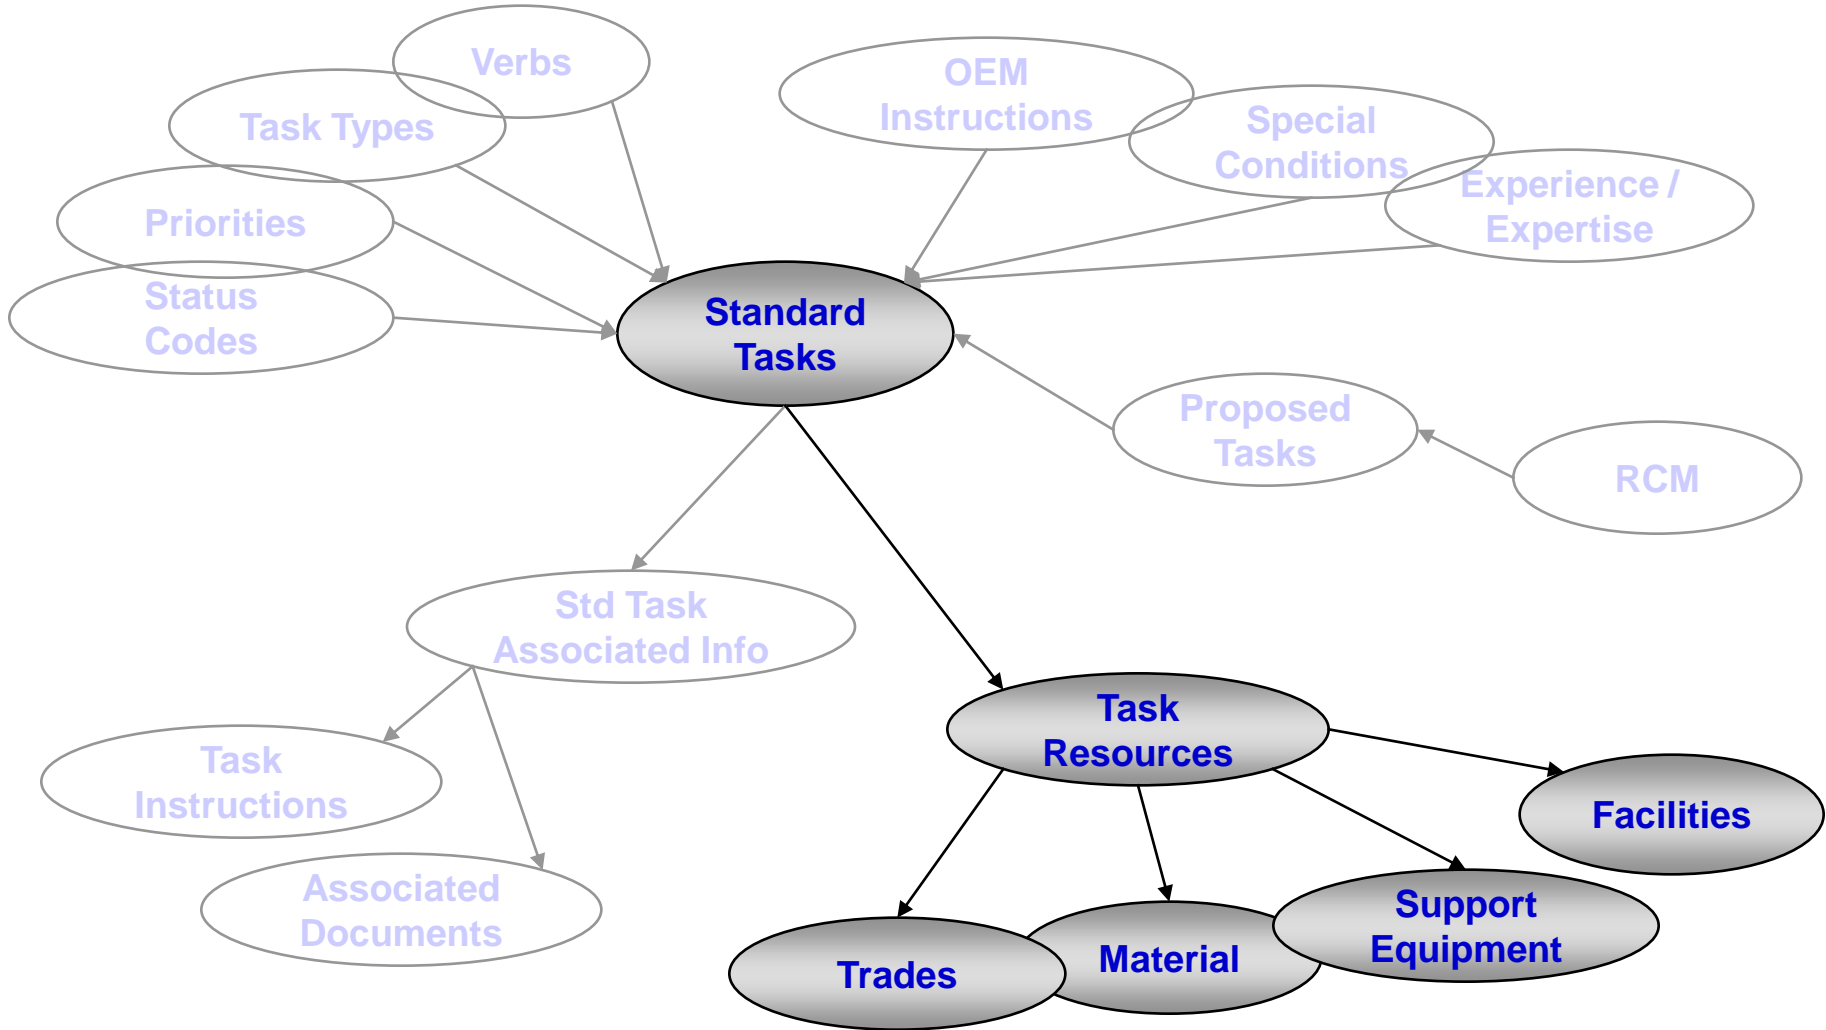 Verbs
Task Types
Priorities
Status
Codes
OEM
Instructions
Special
Conditions
Experience /
Expertise
Standard
Tasks
Proposed
Tasks
RCM
Std Task
Associated Info
Task
Instructions
Associated
Documents
Task
Resources
Facilities
Support
Equipment
Material
Trades